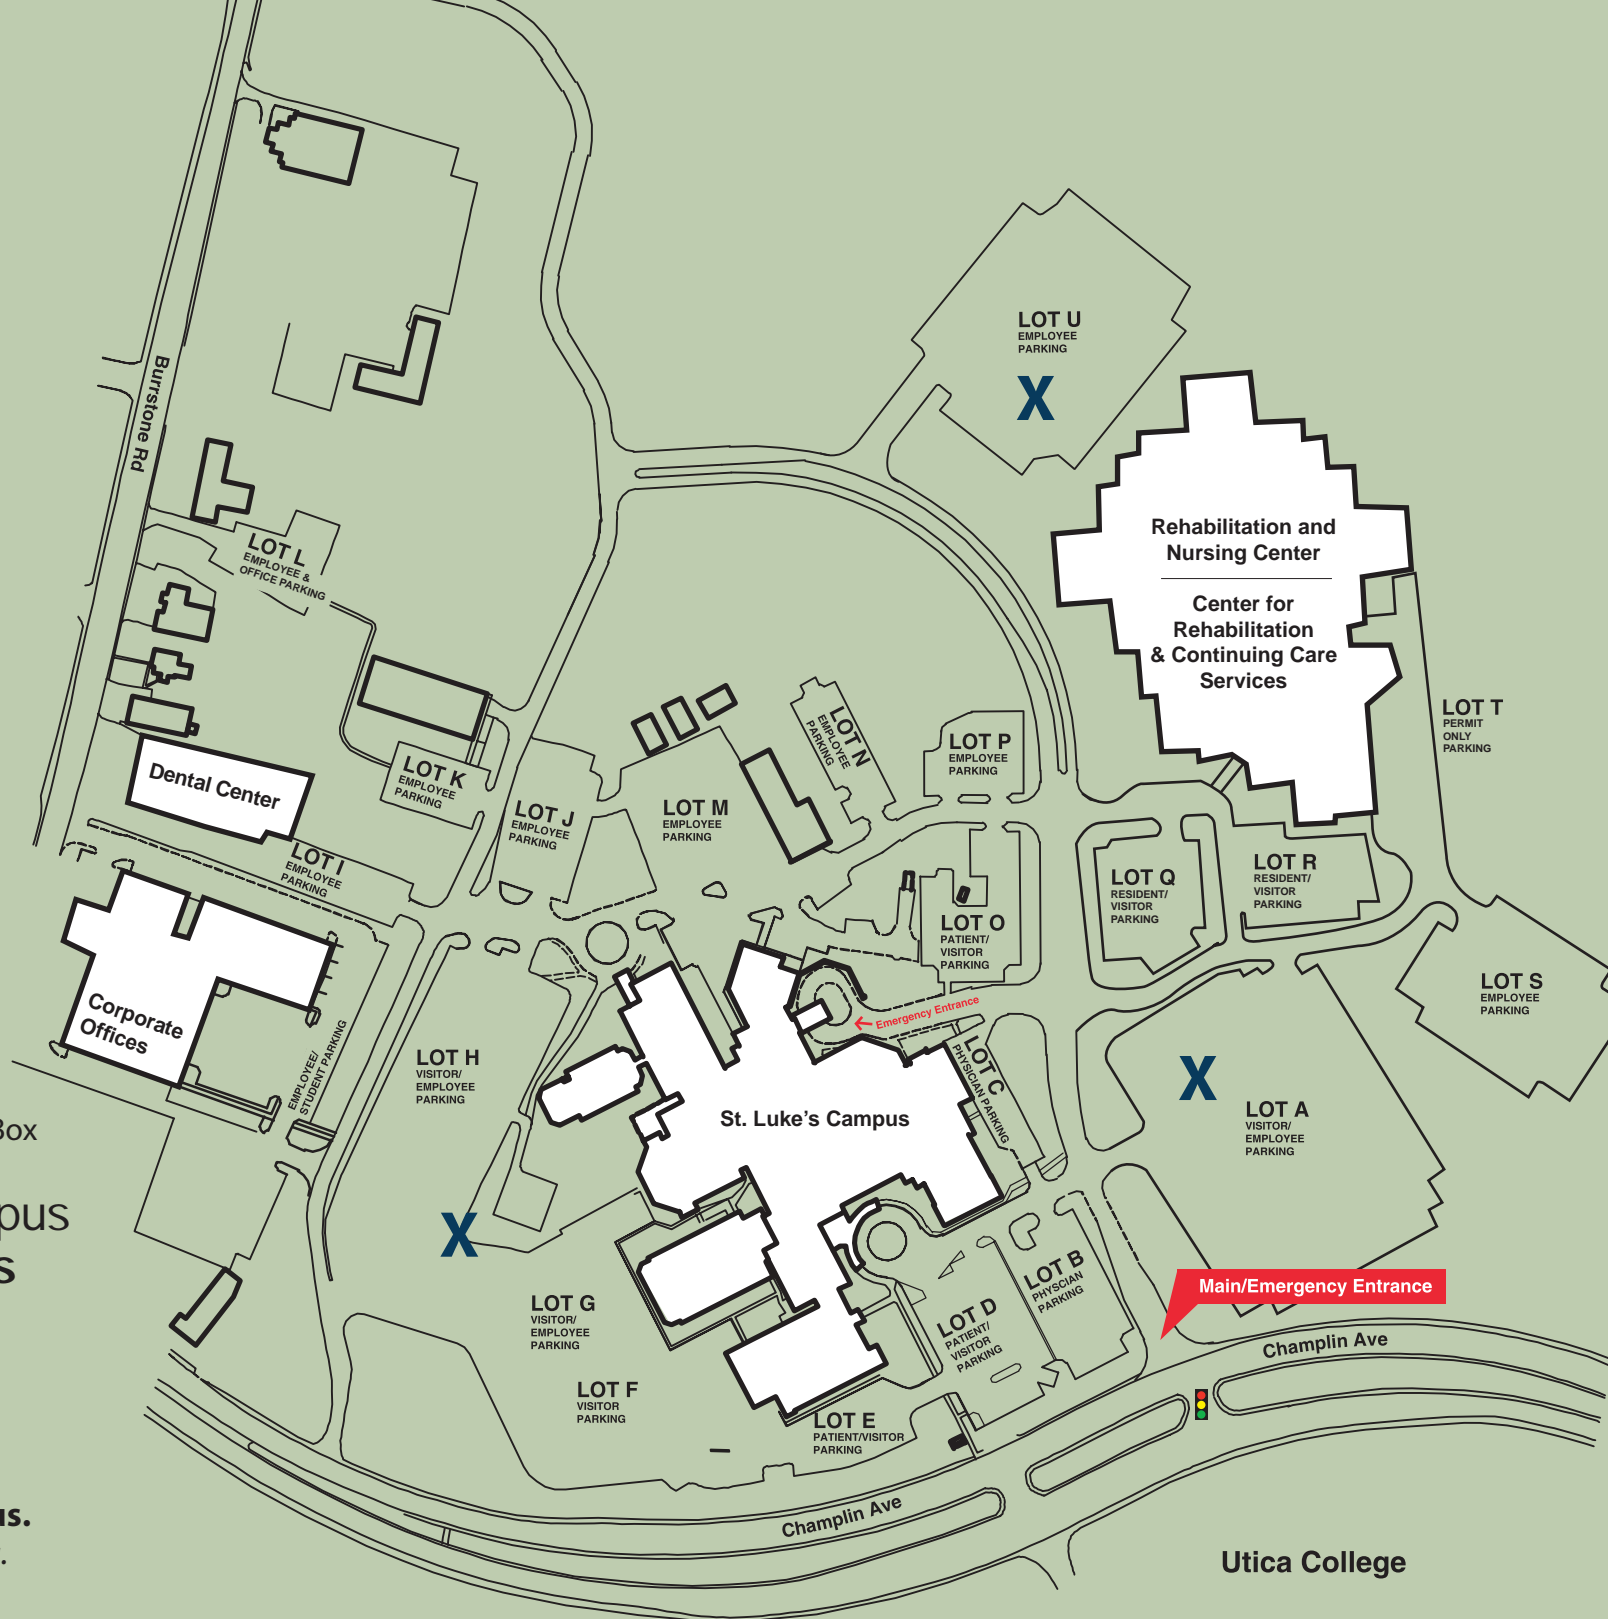 LOT U
EMPLOYEE
PARKING
X
Burrstone Rd
Rehabilitation and
Nursing Center
Center for
Rehabilitation
& Continuing Care
Services
LOT L
EMPLOYEE &
OFFICE PARKING
LOT T
PERMIT
ONLY
PARKING
LOT N
EMPLOYEE
PARKING
LOT P
EMPLOYEE
PARKING
Dental Center
LOT K
EMPLOYEE
PARKING
LOT J
EMPLOYEE
PARKING
LOT M
EMPLOYEE
PARKING
LOT I
EMPLOYEE
PARKING
LOT Q
RESIDENT/
VISITOR
PARKING
LOT R
RESIDENT/
VISITOR
PARKING
LOT O
PATIENT/
VISITOR
PARKING
LOT S
EMPLOYEE
PARKING
Corporate
Offices
Emergency Entrance
EMPLOYEE/
STUDENT PARKING
LOT H
VISITOR/
EMPLOYEE
PARKING
LOT C
PHYSICIAN PARKING
X
LOT A
VISITOR/
EMPLOYEE
PARKING
St. Luke's Campus
Box
pus
s
X
LOT B
PHYSCIAN
PARKING
Main/Emergency Entrance
LOT G
VISITOR/
EMPLOYEE
PARKING
LOT D
PATIENT/
VISITOR
PARKING
Champlin Ave
LOT F
VISITOR
PARKING
LOT E
PATIENT/VISITOR
PARKING
Champlin Ave
us.
Utica College